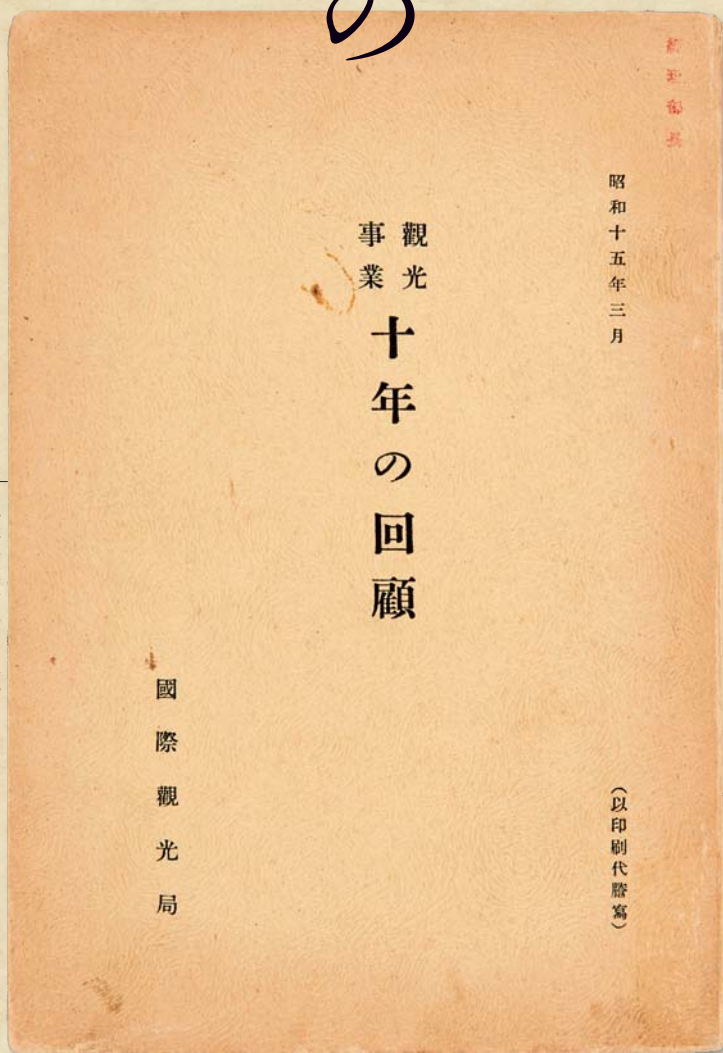 の
昭和十五年三月
(以印刷代謄寫)
觀光
事業
十年の回顧
國際觀光局